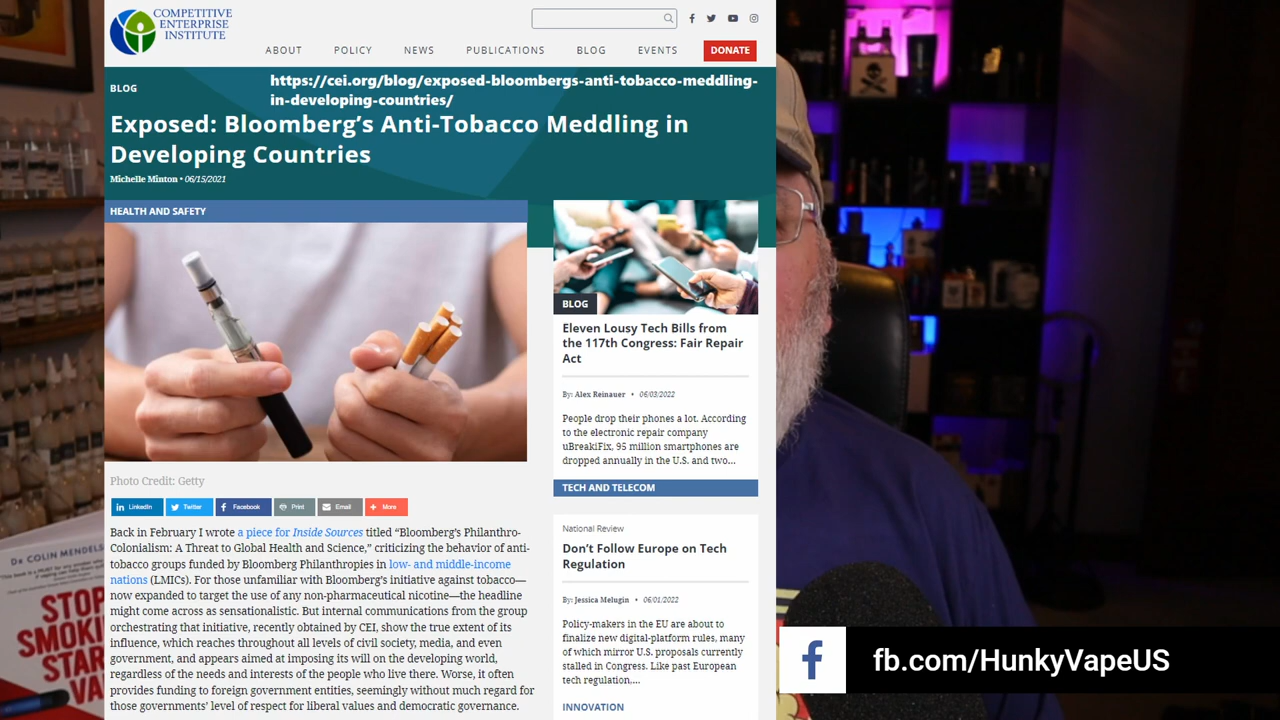 COMPETITIVE
ENTERPRISE
INSTITUTE
ABOUT
POLICY
NEWS
PUBLICATIONS
BLOG
EVENTS
DONATE
BLOG
https://cei.org/blog/exposed-bloombergs-anti-tobacco-meddling-
in-developing-countries/
Exposed: Bloomberg's Anti-Tobacco Meddling in
Developing Countries
Michelle Minton • 06/15/2021
HEALTH AND SAFETY
Photo Credit: Getty
LinkedIn
Twitter
Facebook
Print
Email
More
Back in February I wrote a piece for Inside Sources titled “Bloomberg's Philanthro-
Colonialism: A Threat to Global Health and Science,” criticizing the behavior of anti-
tobacco groups funded by Bloomberg Philanthropies in low- and middle-income
nations (LMICs). For those unfamiliar with Bloomberg's initiative against tobacco—
now expanded to target the use of any non-pharmaceutical nicotine—the headline
might come across as sensationalistic. But internal communications from the group
orchestrating that initiative, recently obtained by CEI, show the true extent of its
influence, which reaches throughout all levels of civil society, media, and even
government, and appears aimed at imposing its will on the developing world,
regardless of the needs and interests of the people who live there. Worse, it often
provides funding to foreign government entities, seemingly without much regard for
those governments' level of respect for liberal values and democratic governance.
BLOG
Eleven Lousy Tech Bills from
the 117th Congress: Fair Repair
Act
By: Alex Reinauer • 06/03/2022
People drop their phones a lot. According
to the electronic repair company
uBreakiFix, 95 million smartphones are
dropped annually in the U.S. and two...
TECH AND TELECOM
National Review
Don't Follow Europe on Tech
Regulation
By: Jessica Melugin • 06/01/2022
Policy-makers in the EU are about to
finalize new digital-platform rules, many
of which mirror U.S. proposals currently
stalled in Congress. Like past European
tech regulation,...
INNOVATION
DR COLIN MENDELS
STOP
SMOKI
STAR
VA
fb.com/HunkyVapeUS